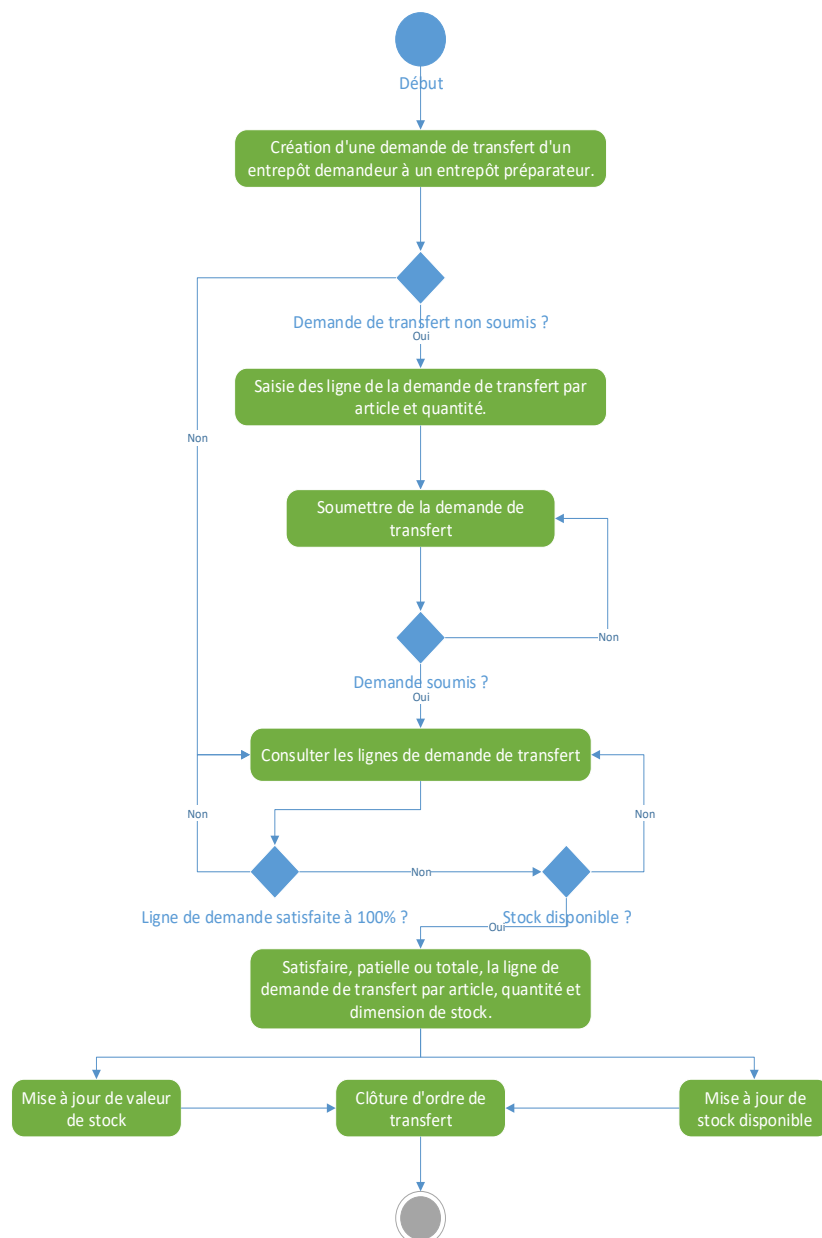 Début
Création d'une demande de transfert d'un
entrepôt demandeur à un entrepôt préparateur.
Demande de transfert non soumis ?
Oui
Saisie des ligne de la demande de transfert par
article et quantité.
Non
Soumettre de la demande de
transfert
Non
Demande soumis ?
Oui
Consulter les lignes de demande de transfert
Non
Non
Non
Ligne de demande satisfaite à 100% ?
Stock disponible ?
Oui
Satisfaire, patielle ou totale, la ligne de
demande de transfert par article, quantité et
dimension de stock.
Mise à jour de valeur
de stock
Clôture d'ordre de
transfert
Mise à jour de
stock disponible